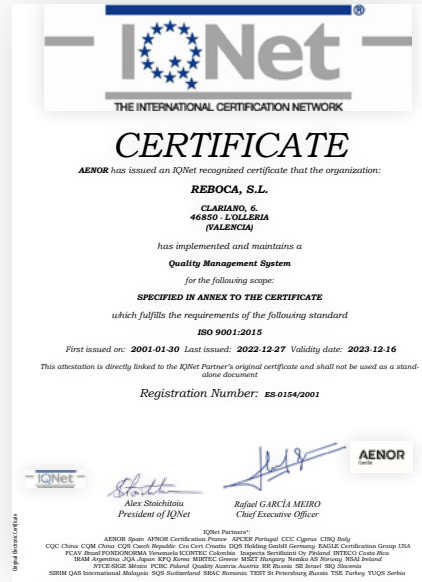 IQNet ®
THE INTERNATIONAL CERTIFICATION NETWORK
CERTIFICATE
AENOR has issued an IQNet recognized certificate that the organization:
REBOCA, S.L.
CLARIANO, 6.
46850 - L'OLLERIA
(VALENCIA)
has implemented and maintains a
Quality Management System
for the following scope:
SPECIFIED IN ANNEX TO THE CERTIFICATE
which fulfills the requirements of the following standard
ISO 9001:2015
First issued on: 2001-01-30 Last issued: 2022-12-27 Validity date: 2023-12-16
This attestation is directly linked to the IQNet Partner's original certificate and shall not be used as a stand-
alone document
Registration Number: ES-0154/2001
IQNet
AENOR
Alex Stoichitoiu
President of IQNet
Rafael GARCÍA MEIRO
Chief Executive Officer
Original Electronic Certificate
IQNet Partners*:
AENOR Spain AFNOR Certification France APCER Portugal CCC Cyprus CISQ Italy
CQC China CQM China CQS Czech Republic Cro Cert Croatia DQS Holding GmbH Germany EAGLE Certification Group USA
FCAV Brazil FONDONORMA Venezuela ICONTEC Colombia Inspecta Sertifiointi Oy Finland INTECO Costa Rica
IRAM Argentina JQA Japan KFQ Korea MIRTEC Greece MSZT Hungary Nemko AS Norway NSAI Ireland
NYCE-SIGE México PCBC Poland Quality Austria Austria RR Russia SII Israel SIQ Slovenia
SIRIM QAS International Malaysia SQS Switzerland SRAC Romania TEST St Petersburg Russia TSE Turkey YUQS Serbia